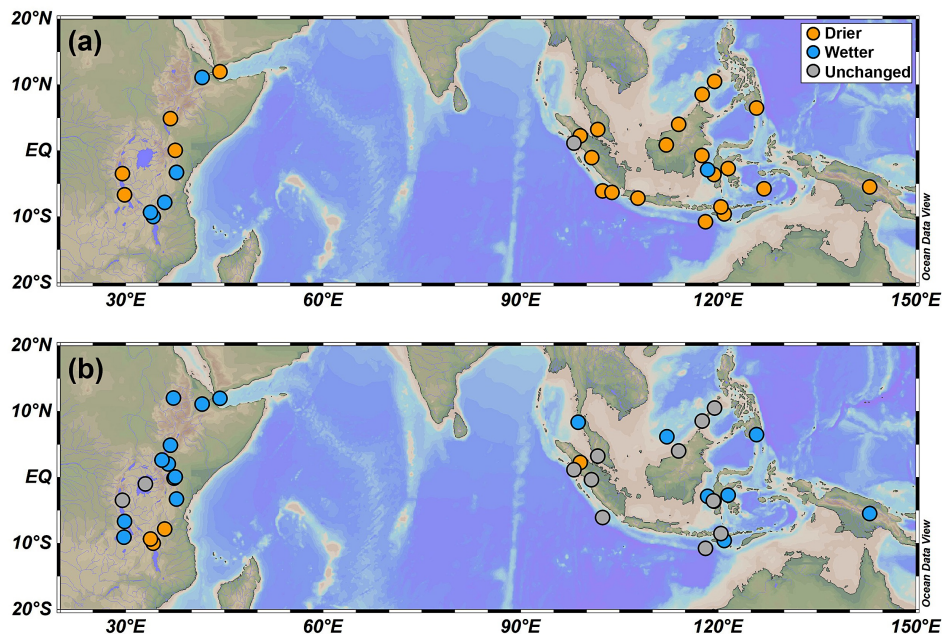 20°N
(a)
Drier
Wetter
Unchanged
10°N
EQ
10°S
20°S
Ocean Data View
30°E 60°E 90°E 120°E 150°E
20°N
(b)
10°N
EQ
10°S
20°S
Ocean Data View
30°E 60°E 90°E 120°E 150°E